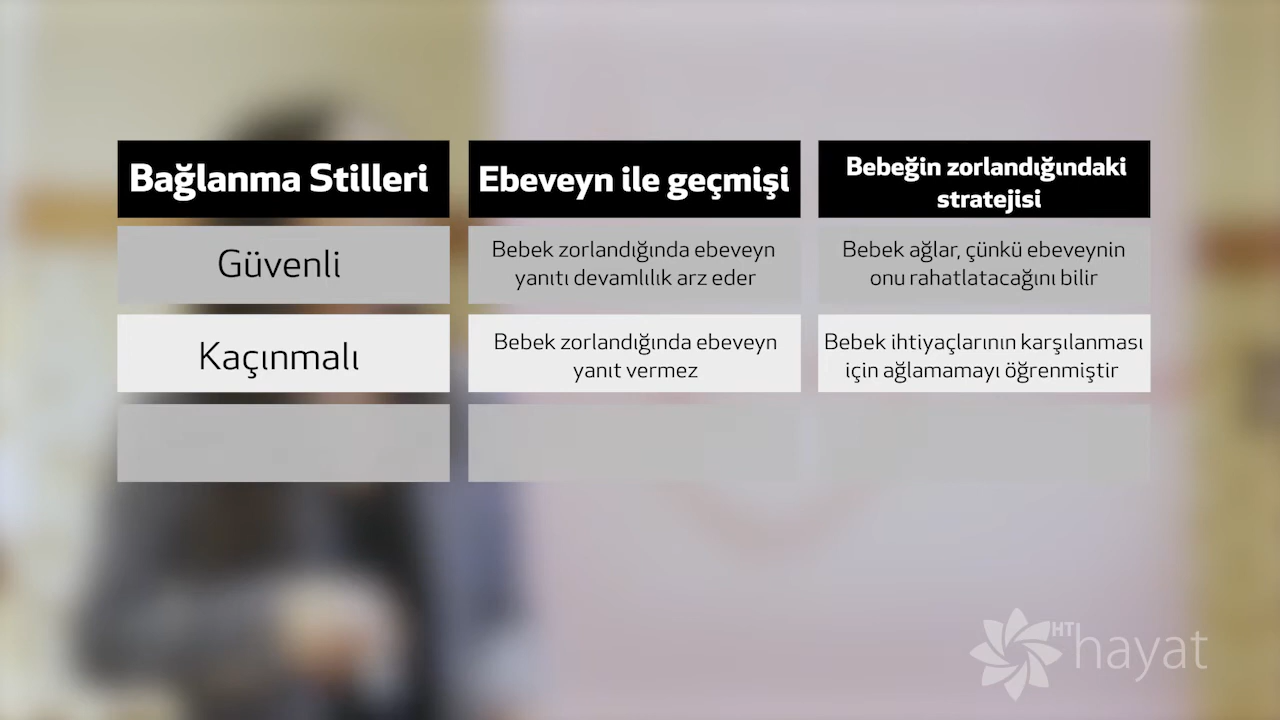 Bağlanma Stilleri
Ebeveyn ile geçmişi
Bebeğin zorlandığındaki
stratejisi
Güvenli
Bebek zorlandığında ebeveyn
yanıtı devamlılık arz eder
Bebek ağlar, çünkü ebeveynin
onu rahatlatacağını bilir
Kaçınmalı
Bebek zorlandığında ebeveyn
yanıt vermez
Bebek ihtiyaçlarının karşılanması
için ağlamamayı öğrenmiştir
HT hayat